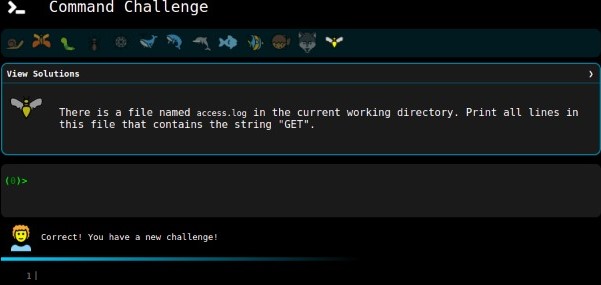 Command Challenge
View Solutions
There is a file named access.log in the current working directory. Print all lines in
this file that contains the string "GET".
(0)>
Correct! You have a new challenge!
1